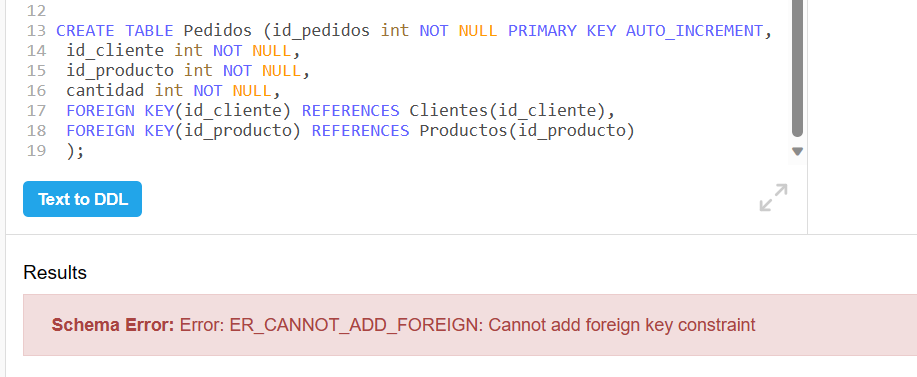 12
13 CREATE TABLE Pedidos (id_pedidos int NOT NULL PRIMARY KEY AUTO_INCREMENT,
14 id_cliente int NOT NULL,
15 id_producto int NOT NULL,
16 cantidad int NOT NULL,
17 FOREIGN KEY(id_cliente) REFERENCES Clientes(id_cliente),
18 FOREIGN KEY(id_producto) REFERENCES Productos(id_producto)
19 );
Text to DDL
Results
Schema Error: Error: ER_CANNOT_ADD_FOREIGN: Cannot add foreign key constraint